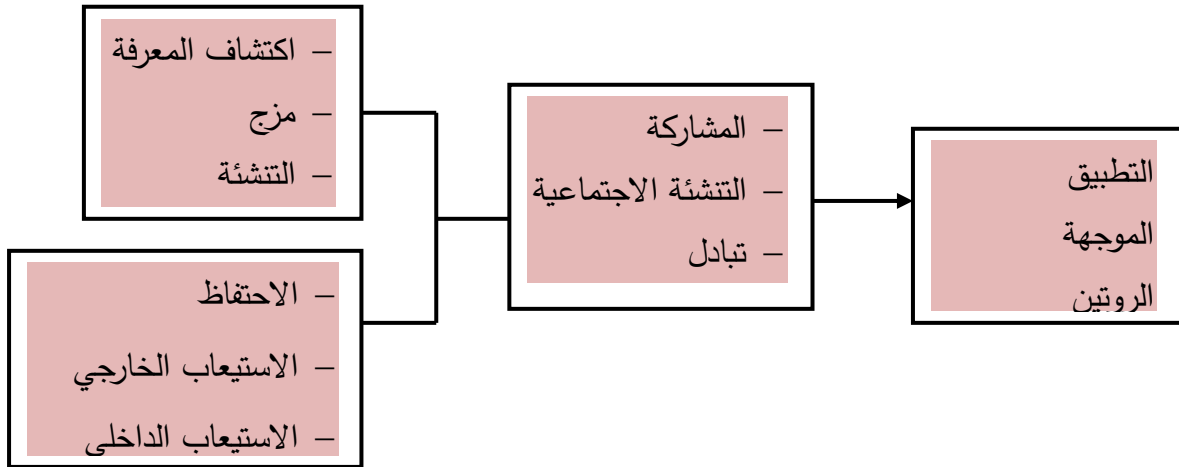 – اكتشاف المعرفة
– مزج
– التنشئة
– الاحتفاظ
– الاستيعاب الخارجي
– الاستيعاب الداخلي
– المشاركة
– التنشئة الاجتماعية
– تبادل
التطبيق
الموجهة
الروتين